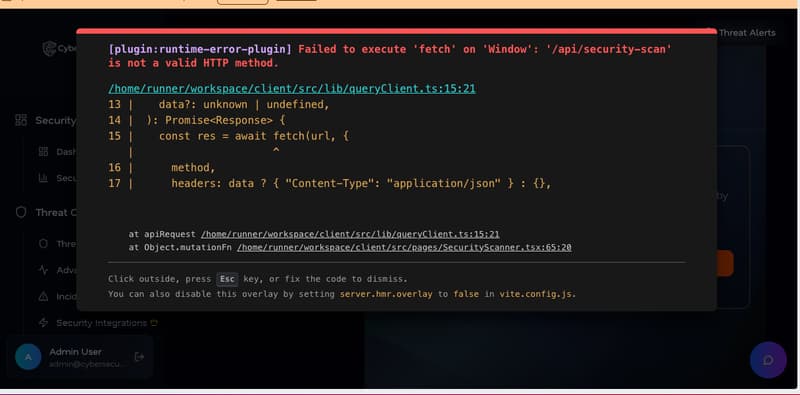 Cybe
Threat Alerts
[plugin:runtime-error-plugin] Failed to execute 'fetch' on 'Window': '/api/security-scan'
is not a valid HTTP method.
/home/runner/workspace/client/src/lib/queryClient.ts:15:21
13 |    data?: unknown | undefined,
14 |  ): Promise<Response> {
15 |    const res = await fetch(url, {
|                      ^
16 |      method,
17 |      headers: data ? { "Content-Type": "application/json" } : {},
at apiRequest /home/runner/workspace/client/src/lib/queryClient.ts:15:21
at Object.mutationFn /home/runner/workspace/client/src/pages/SecurityScanner.tsx:65:20
Click outside, press Esc key, or fix the code to dismiss.
You can also disable this overlay by setting server.hmr.overlay to false in vite.config.js.
Security
Dash
Secu
Threat C
Thre
Adva
Incid
Security Integrations
by
A
Admin User
admin@cybersecu...